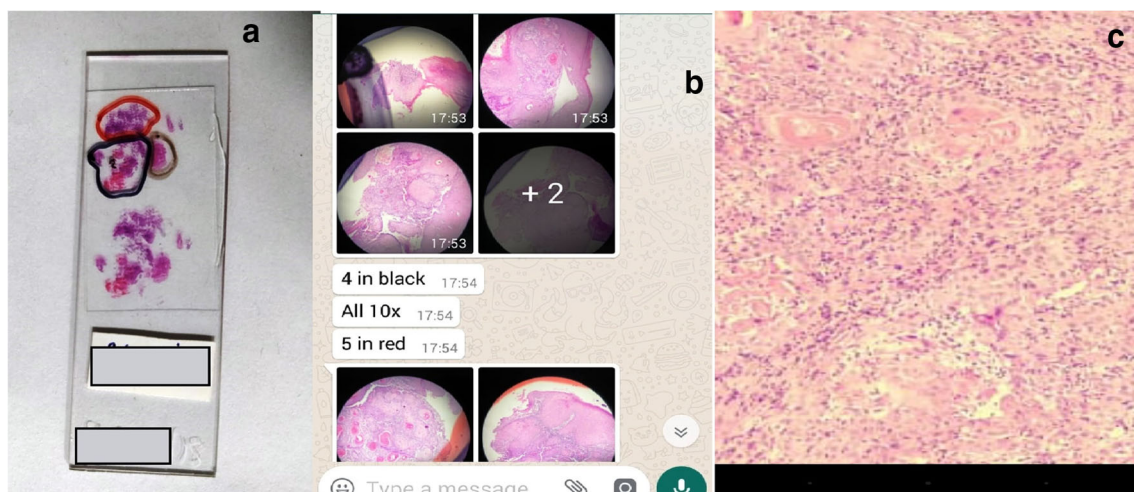 a
b
c
17:53
17:53
17:53
+ 2
4 in black 17:54
All 10x 17:54
5 in red 17:54
Type a message